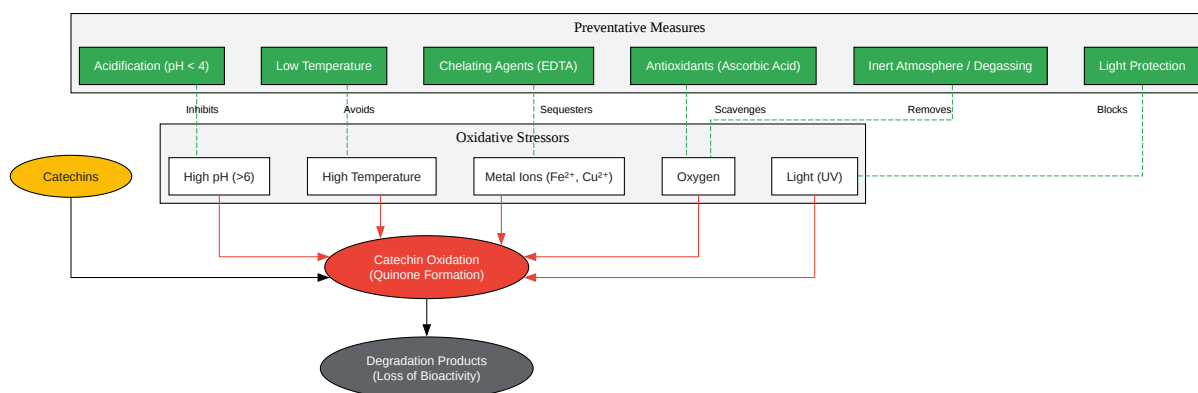 Preventative Measures
Acidification (pH < 4)
Low Temperature
Chelating Agents (EDTA)
Antioxidants (Ascorbic Acid)
Inert Atmosphere / Degassing
Light Protection
Inhibits
Avoids
Sequesters
Scavenges
Removes
Blocks
Oxidative Stressors
Catechins
High pH (>6)
High Temperature
Metal Ions (Fe²⁺, Cu²⁺)
Oxygen
Light (UV)
Catechin Oxidation
(Quinone Formation)
Degradation Products
(Loss of Bioactivity)